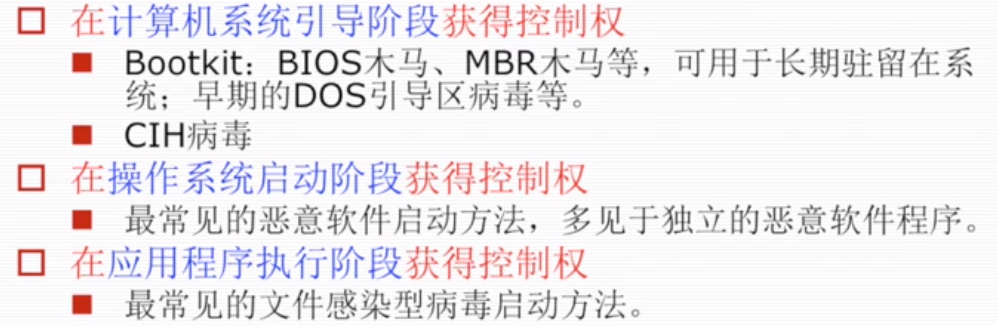 在计算机系统引导阶段获得控制权
Bootkit：BIOS木马、MBR木马等，可用于长期驻留在系
统；早期的DOS引导区病毒等。
CIH病毒
在操作系统启动阶段获得控制权
最常见的恶意软件启动方法，多见于独立的恶意软件程序。
在应用程序执行阶段获得控制权
最常见的文件感染型病毒启动方法。